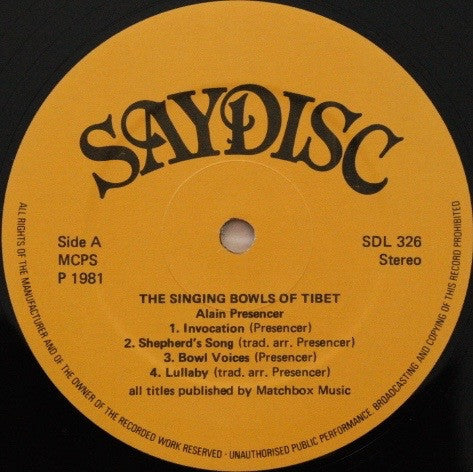 SAYDISC
Side A
MCPS
P 1981
SDL 326
Stereo
THE SINGING BOWLS OF TIBET
Alain Presencer
1. Invocation (Presencer)
2. Shepherd's Song (trad. arr. Presencer)
3. Bowl Voices (Presencer)
4. Lullaby (trad. arr. Presencer)
all titles published by Matchbox Music
ALL RIGHTS OF THE MANUFACTURER AND OF THE OWNER OF THE RECORDED WORK RESERVED · UNAUTHORISED PUBLIC PERFORMANCE, BROADCASTING AND COPYING OF THIS RECORD PROHIBITED